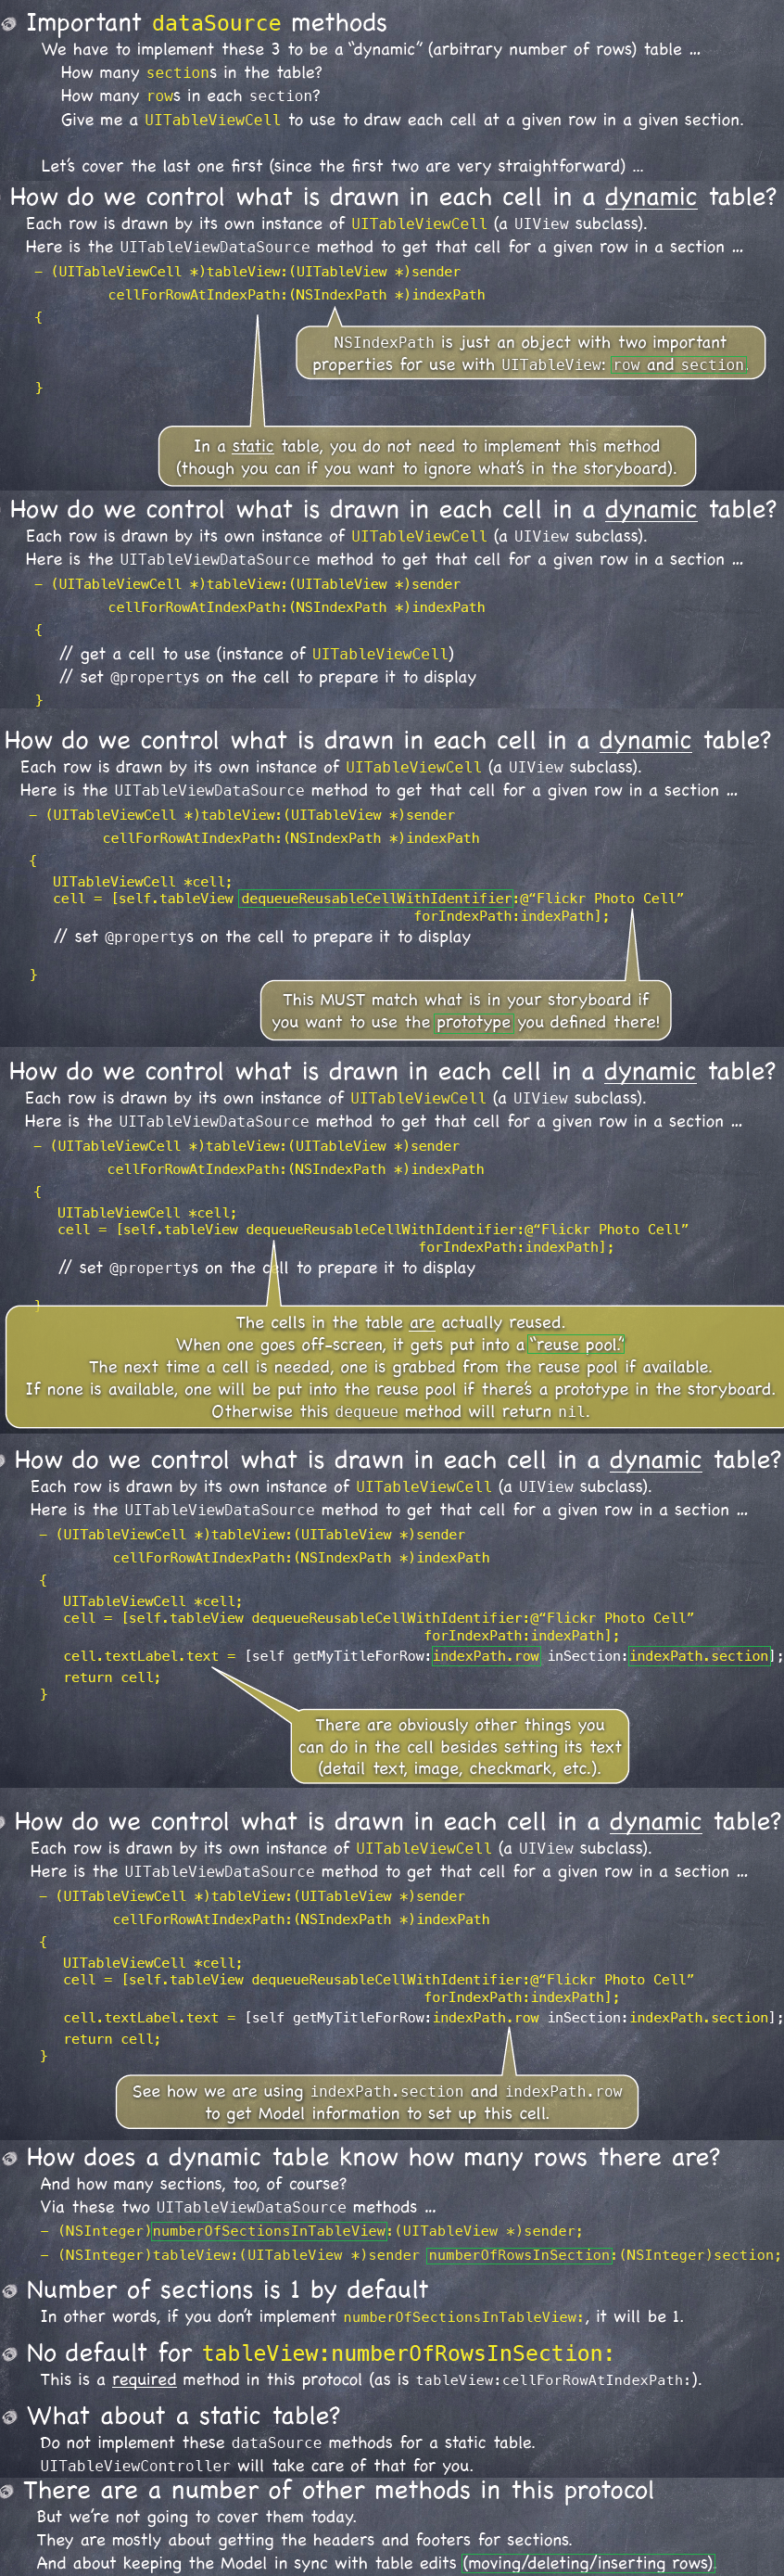 Important dataSource methods
We have to implement these 3 to be a “dynamic” (arbitrary number of rows) table ...
How many sections in the table?
How many rows in each section?
Give me a UITableViewCell to use to draw each cell at a given row in a given section.
Let’s cover the last one first (since the first two are very straightforward) ...
How do we control what is drawn in each cell in a dynamic table?
Each row is drawn by its own instance of UITableViewCell (a UIView subclass).
Here is the UITableViewDataSource method to get that cell for a given row in a section ...
– (UITableViewCell *)tableView:(UITableView *)sender
cellForRowAtIndexPath:(NSIndexPath *)indexPath
{
NSIndexPath is just an object with two important
properties for use with UITableView: row and section.
}
In a static table, you do not need to implement this method
(though you can if you want to ignore what’s in the storyboard).
How do we control what is drawn in each cell in a dynamic table?
Each row is drawn by its own instance of UITableViewCell (a UIView subclass).
Here is the UITableViewDataSource method to get that cell for a given row in a section ...
– (UITableViewCell *)tableView:(UITableView *)sender
cellForRowAtIndexPath:(NSIndexPath *)indexPath
{
// get a cell to use (instance of UITableViewCell)
// set @propertys on the cell to prepare it to display
}
How do we control what is drawn in each cell in a dynamic table?
Each row is drawn by its own instance of UITableViewCell (a UIView subclass).
Here is the UITableViewDataSource method to get that cell for a given row in a section ...
– (UITableViewCell *)tableView:(UITableView *)sender
cellForRowAtIndexPath:(NSIndexPath *)indexPath
{
UITableViewCell *cell;
cell = [self.tableView dequeueReusableCellWithIdentifier:@“Flickr Photo Cell”
forIndexPath:indexPath];
// set @propertys on the cell to prepare it to display
}
This MUST match what is in your storyboard if
you want to use the prototype you defined there!
How do we control what is drawn in each cell in a dynamic table?
Each row is drawn by its own instance of UITableViewCell (a UIView subclass).
Here is the UITableViewDataSource method to get that cell for a given row in a section ...
– (UITableViewCell *)tableView:(UITableView *)sender
cellForRowAtIndexPath:(NSIndexPath *)indexPath
{
UITableViewCell *cell;
cell = [self.tableView dequeueReusableCellWithIdentifier:@“Flickr Photo Cell”
forIndexPath:indexPath];
// set @propertys on the cell to prepare it to display
}
The cells in the table are actually reused.
When one goes off-screen, it gets put into a “reuse pool.”
The next time a cell is needed, one is grabbed from the reuse pool if available.
If none is available, one will be put into the reuse pool if there’s a prototype in the storyboard.
Otherwise this dequeue method will return nil.
How do we control what is drawn in each cell in a dynamic table?
Each row is drawn by its own instance of UITableViewCell (a UIView subclass).
Here is the UITableViewDataSource method to get that cell for a given row in a section ...
– (UITableViewCell *)tableView:(UITableView *)sender
cellForRowAtIndexPath:(NSIndexPath *)indexPath
{
UITableViewCell *cell;
cell = [self.tableView dequeueReusableCellWithIdentifier:@“Flickr Photo Cell”
forIndexPath:indexPath];
cell.textLabel.text = [self getMyTitleForRow:indexPath.row inSection:indexPath.section];
return cell;
}
There are obviously other things you
can do in the cell besides setting its text
(detail text, image, checkmark, etc.).
How do we control what is drawn in each cell in a dynamic table?
Each row is drawn by its own instance of UITableViewCell (a UIView subclass).
Here is the UITableViewDataSource method to get that cell for a given row in a section ...
– (UITableViewCell *)tableView:(UITableView *)sender
cellForRowAtIndexPath:(NSIndexPath *)indexPath
{
UITableViewCell *cell;
cell = [self.tableView dequeueReusableCellWithIdentifier:@“Flickr Photo Cell”
forIndexPath:indexPath];
cell.textLabel.text = [self getMyTitleForRow:indexPath.row inSection:indexPath.section];
return cell;
}
See how we are using indexPath.section and indexPath.row
to get Model information to set up this cell.
How does a dynamic table know how many rows there are?
And how many sections, too, of course?
Via these two UITableViewDataSource methods ...
– (NSInteger)numberOfSectionsInTableView:(UITableView *)sender;
– (NSInteger)tableView:(UITableView *)sender numberOfRowsInSection:(NSInteger)section;
Number of sections is 1 by default
In other words, if you don’t implement numberOfSectionsInTableView:, it will be 1.
No default for tableView:numberOfRowsInSection:
This is a required method in this protocol (as is tableView:cellForRowAtIndexPath:).
What about a static table?
Do not implement these dataSource methods for a static table.
UITableViewController will take care of that for you.
There are a number of other methods in this protocol
But we’re not going to cover them today.
They are mostly about getting the headers and footers for sections.
And about keeping the Model in sync with table edits (moving/deleting/inserting rows).